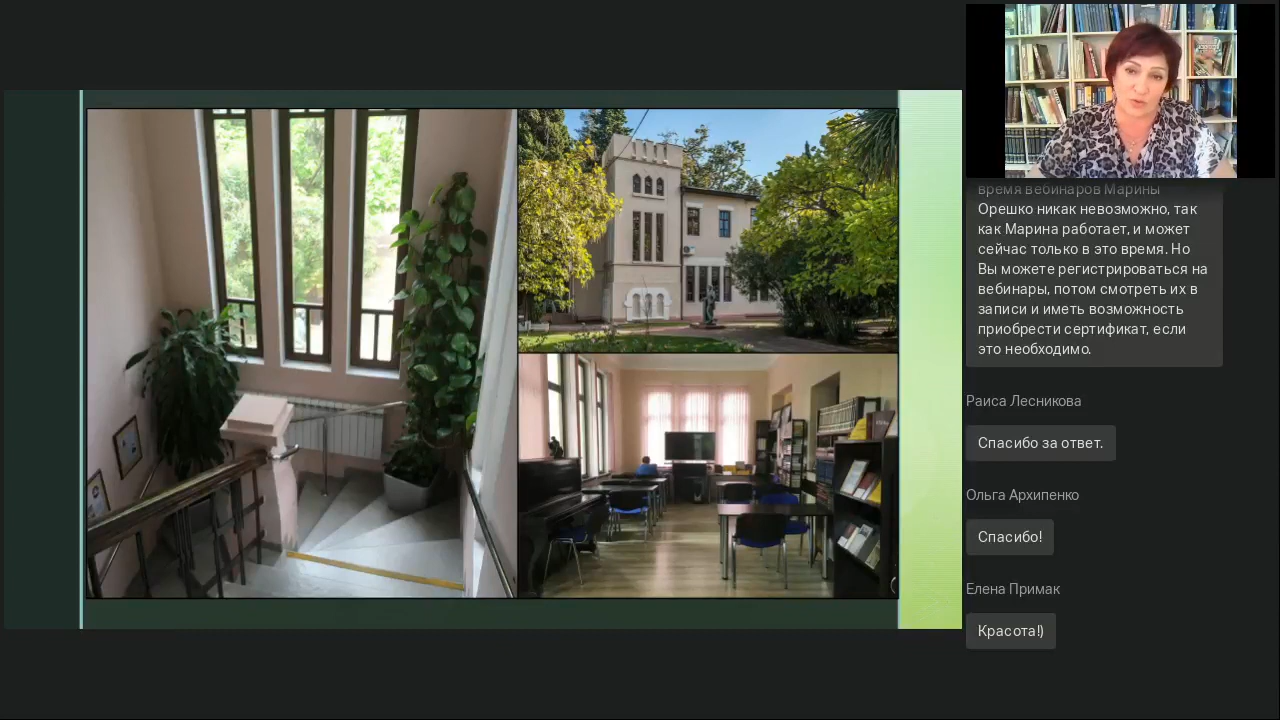 время вебинаров Марины
Орешко никак невозможно, так
как Марина работает, и может
сейчас только в это время. Но
Вы можете регистрироваться на
вебинары, потом смотреть их в
записи и иметь возможность
приобрести сертификат, если
это необходимо.
Раиса Лесникова
Спасибо за ответ.
Ольга Архипенко
Спасибо!
Елена Примак
Красота!)